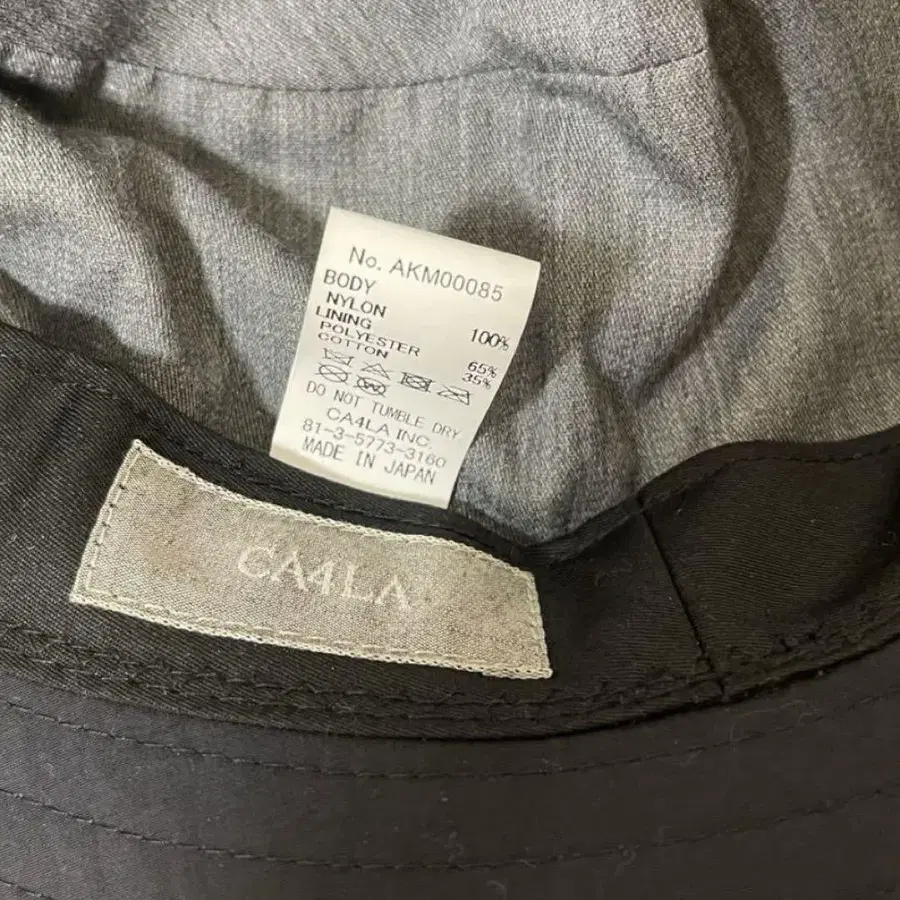 No. AKM00085
BODY
NYLON 100%
LINING
POLYESTER 65%
COTTON 35%
DO NOT TUMBLE DRY
CA4LA INC.
81-3-5773-3160
MADE IN JAPAN
CA4LA